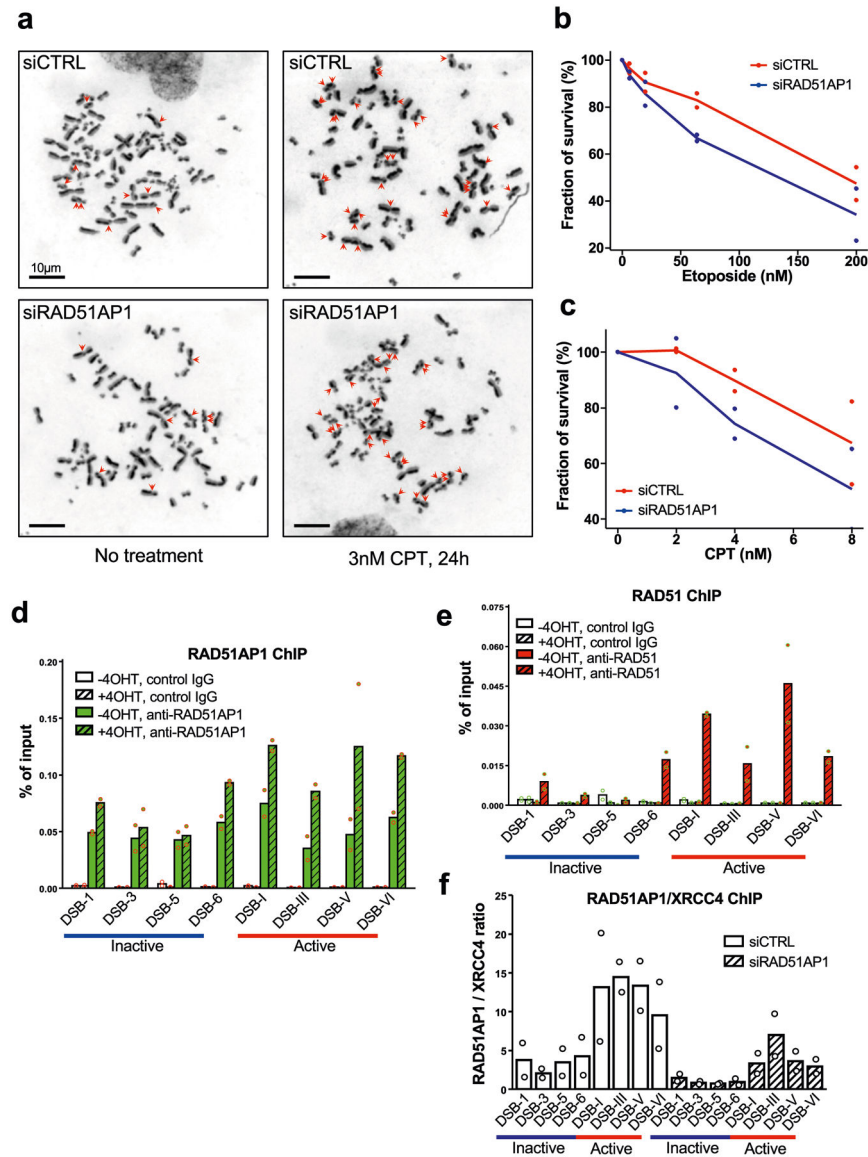 a
siCTRL
10μm
siCTRL
siRAD51AP1
No treatment
3nM CPT, 24h
b
Fraction of survival (%)
100
80
60
40
20
siCTRL
siRAD51AP1
0
50
100
150
200
Etoposide (nM)
c
Fraction of survival (%)
100
80
60
40
siCTRL
siRAD51AP1
0
2
4
6
8
CPT (nM)
d
RAD51AP1 ChIP
% of input
0.20
0.15
0.10
0.05
0.00
-4OHT, control IgG
+4OHT, control IgG
-4OHT, anti-RAD51AP1
+4OHT, anti-RAD51AP1
DSB-1
DSB-3
DSB-5
DSB-6
DSB-I
DSB-III
DSB-V
DSB-VI
Inactive
Active
e
RAD51 ChIP
% of input
0.075
0.060
0.045
0.030
0.015
0.000
-4OHT, control IgG
+4OHT, control IgG
-4OHT, anti-RAD51
+4OHT, anti-RAD51
DSB-1
DSB-3
DSB-5
DSB-6
DSB-I
DSB-III
DSB-V
DSB-VI
Inactive
Active
f
RAD51AP1/XRCC4 ChIP
RAD51AP1 / XRCC4 ratio
25
20
15
10
5
0
siCTRL
siRAD51AP1
DSB-1
DSB-3
DSB-5
DSB-6
DSB-I
DSB-III
DSB-V
DSB-VI
DSB-1
DSB-3
DSB-5
DSB-6
DSB-I
DSB-III
DSB-V
DSB-VI
Inactive
Active
Inactive
Active